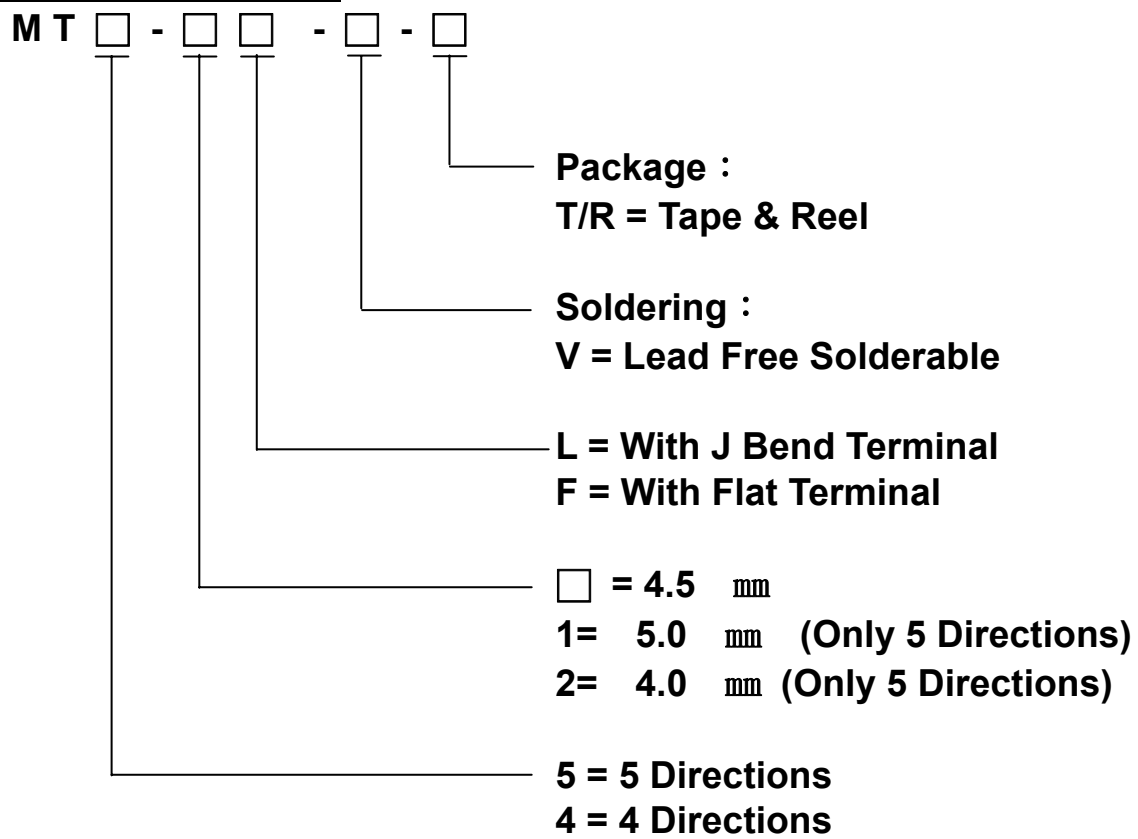 M T □ - □ □ - □ - □
Package：
T/R = Tape & Reel
Soldering：
V = Lead Free Solderable
L = With J Bend Terminal
F = With Flat Terminal
□ = 4.5 ㎜
1= 5.0 ㎜ (Only 5 Directions)
2= 4.0 ㎜ (Only 5 Directions)
5 = 5 Directions
4 = 4 Directions